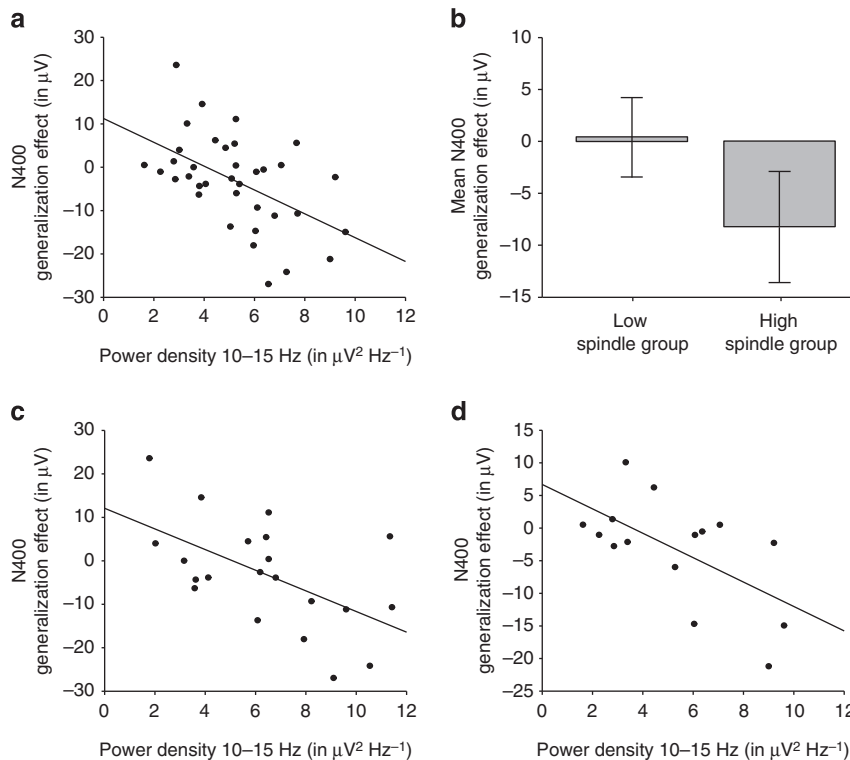 a
30
20
10
0
−10
−20
−30
N400
generalization effect (in μV)
0 2 4 6 8 10 12
Power density 10–15 Hz (in μV² Hz⁻¹)
b
10
5
0
−5
−10
−15
Mean N400
generalization effect (in μV)
Low
spindle group
High
spindle group
c
30
20
10
0
−10
−20
−30
N400
generalization effect (in μV)
0 2 4 6 8 10 12
Power density 10–15 Hz (in μV² Hz⁻¹)
d
15
10
5
0
−5
−10
−15
−20
−25
N400
generalization effect (in μV)
0 2 4 6 8 10 12
Power density 10–15 Hz (in μV² Hz⁻¹)